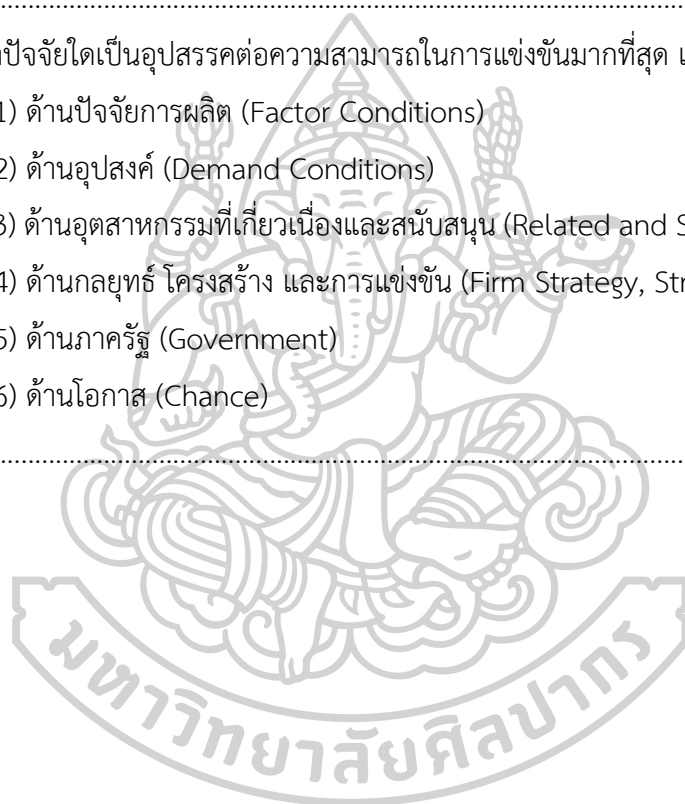 ปัจจัยใดเป็นอุปสรรคต่อความสามารถในการแข่งขันมากที่สุด
1) ด้านปัจจัยการผลิต (Factor Conditions)
2) ด้านอุปสงค์ (Demand Conditions)
3) ด้านอุตสาหกรรมที่เกี่ยวเนื่องและสนับสนุน (Related and S
4) ด้านกลยุทธ์ โครงสร้าง และการแข่งขัน (Firm Strategy, Str
5) ด้านภาครัฐ (Government)
6) ด้านโอกาส (Chance)
มหาวิทยาลัยศิลปากร